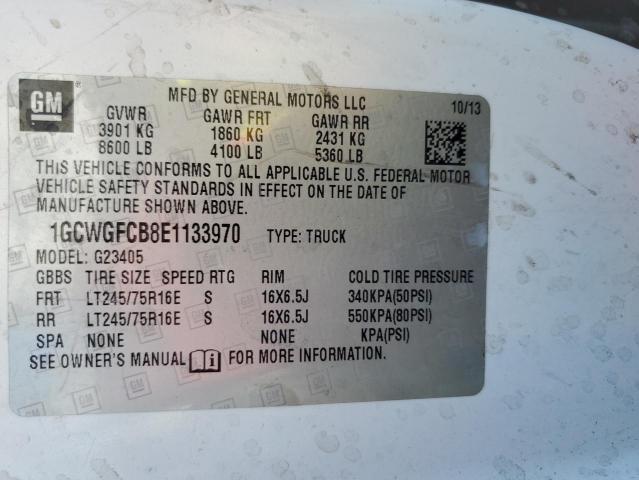 GM
MFD BY GENERAL MOTORS LLC 10/13
GVWR GAWR FRT GAWR RR
3901 KG 1860 KG 2431 KG
8600 LB 4100 LB 5360 LB
THIS VEHICLE CONFORMS TO ALL APPLICABLE U.S. FEDERAL MOTOR
VEHICLE SAFETY STANDARDS IN EFFECT ON THE DATE OF
MANUFACTURE SHOWN ABOVE.
1GCWGFCB8E1133970 TYPE: TRUCK
MODEL: G23405
GBBS TIRE SIZE SPEED RTG RIM COLD TIRE PRESSURE
FRT LT245/75R16E S 16X6.5J 340KPA(50PSI)
RR LT245/75R16E S 16X6.5J 550KPA(80PSI)
SPA NONE NONE KPA(PSI)
SEE OWNER'S MANUAL FOR MORE INFORMATION.